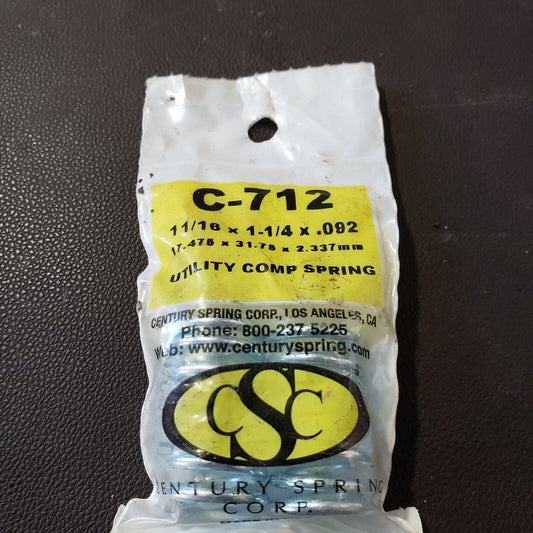 C-712
11/16 x 1-1/4 x .092
17.475 x 31.75 x 2.337mm
UTILITY COMP SPRING
CENTURY SPRING CORP., LOS ANGELES, CA
Phone: 800-237-5225
Web: www.centuryspring.com
CSC
CENTURY SPRING
CORP.